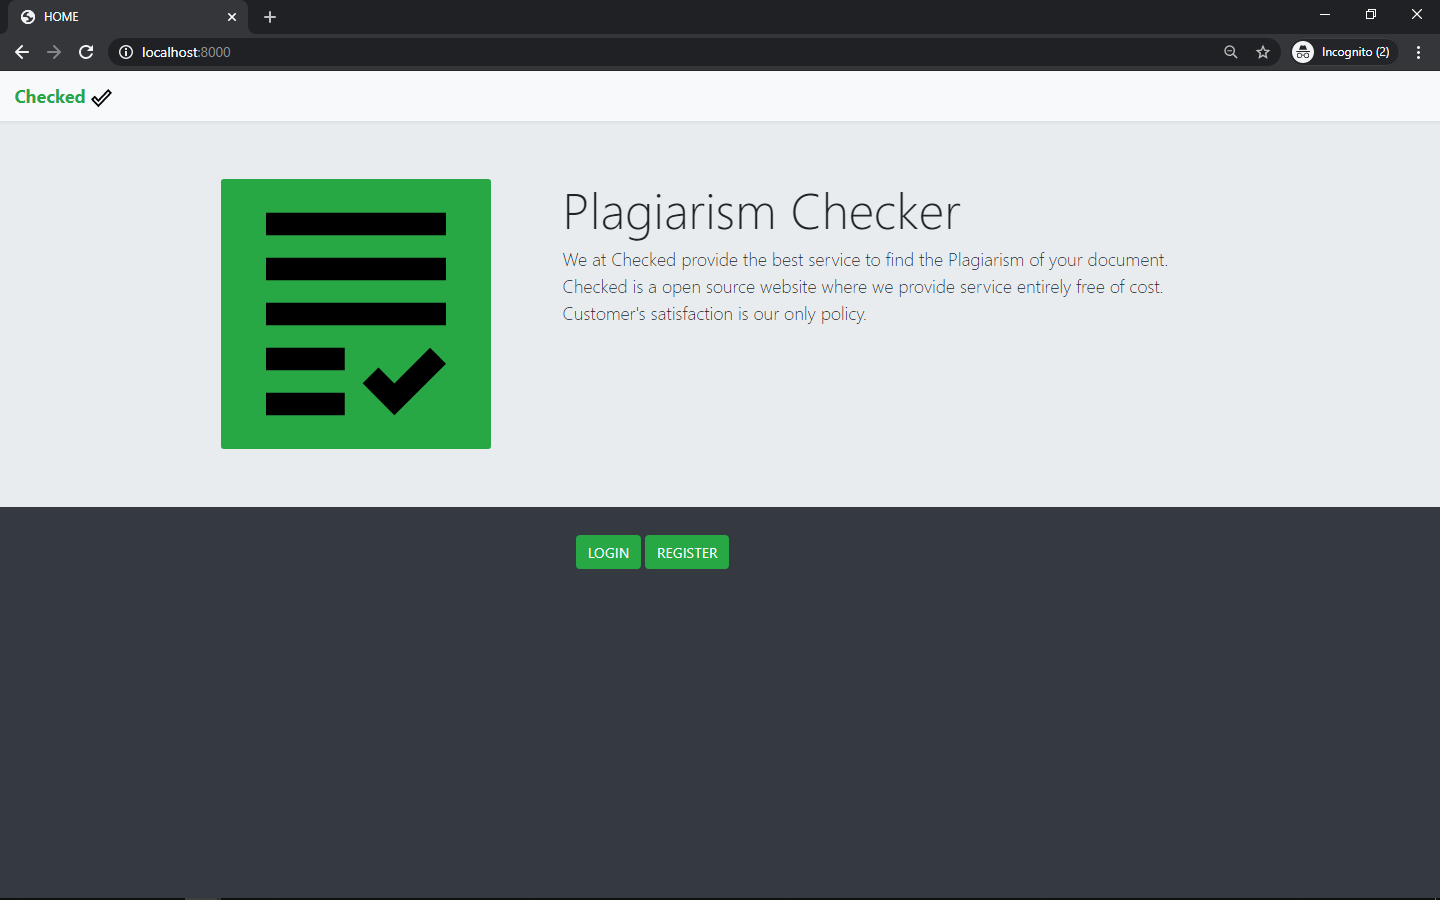 HOME
localhost:8000
Incognito (2)
Checked
Plagiarism Checker
We at Checked provide the best service to find the Plagiarism of your document.
Checked is a open source website where we provide service entirely free of cost.
Customer's satisfaction is our only policy.
LOGIN REGISTER